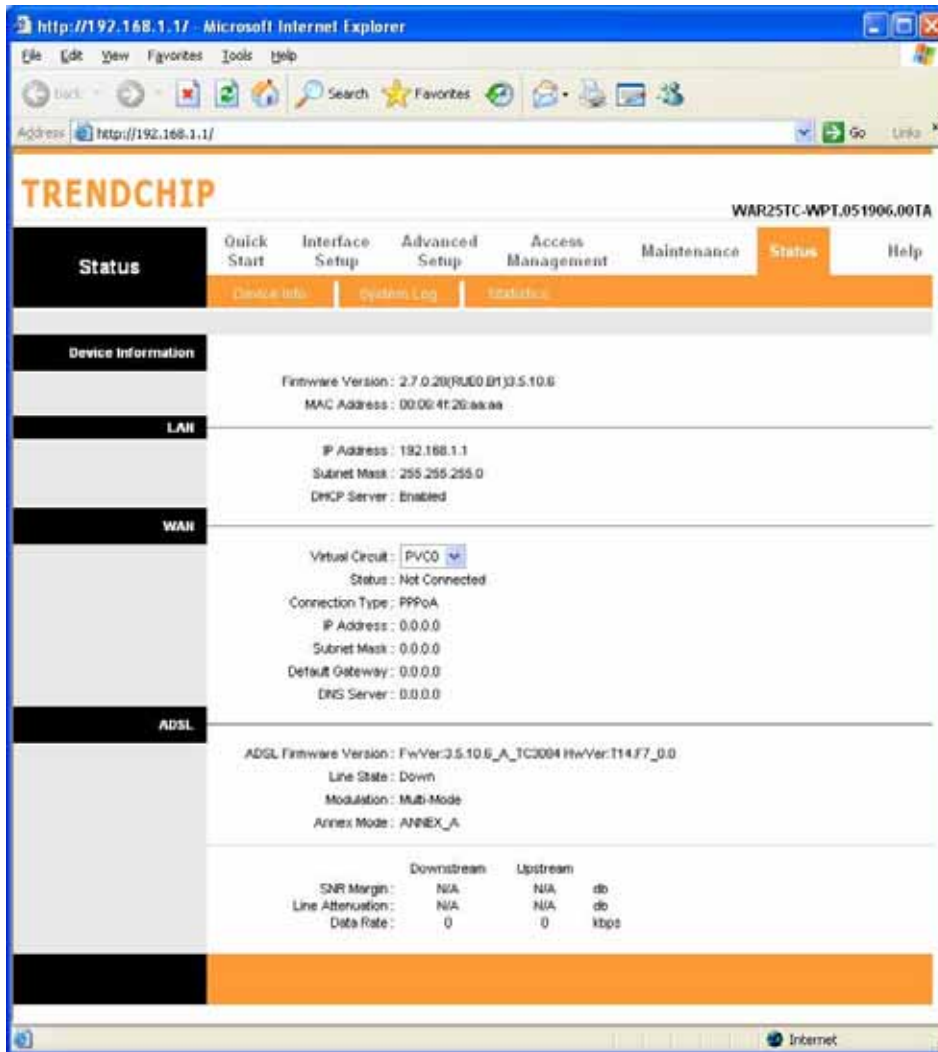 http://192.168.1.1/ - Microsoft Internet Explorer
File Edit View Favorites Tools Help
Back Search Favorites
Address http://192.168.1.1/ Go Links
TRENDCHIP
WAR25TC-WPT.051906.00TA
Status
Quick Start Interface Setup Advanced Setup Access Management Maintenance Status Help
Device Info System Log Statistics
Device Information
Firmware Version : 2.7.0.28(RUE0.B1)3.5.10.6
MAC Address : 00:06:4f:26:aa:aa
LAN
IP Address : 192.168.1.1
Subnet Mask : 255.255.255.0
DHCP Server : Enabled
WAN
Virtual Circuit : PVC0
Status : Not Connected
Connection Type : PPPoA
IP Address : 0.0.0.0
Subnet Mask : 0.0.0.0
Default Gateway : 0.0.0.0
DNS Server : 0.0.0.0
ADSL
ADSL Firmware Version : FwVer:3.5.10.6_A_TC3084 HwVer:T14.F7_0.0
Line State : Down
Modulation : Multi-Mode
Annex Mode : ANNEX_A
Downstream Upstream
SNR Margin : N/A N/A db
Line Attenuation : N/A N/A db
Data Rate : 0 0 kbps
Internet